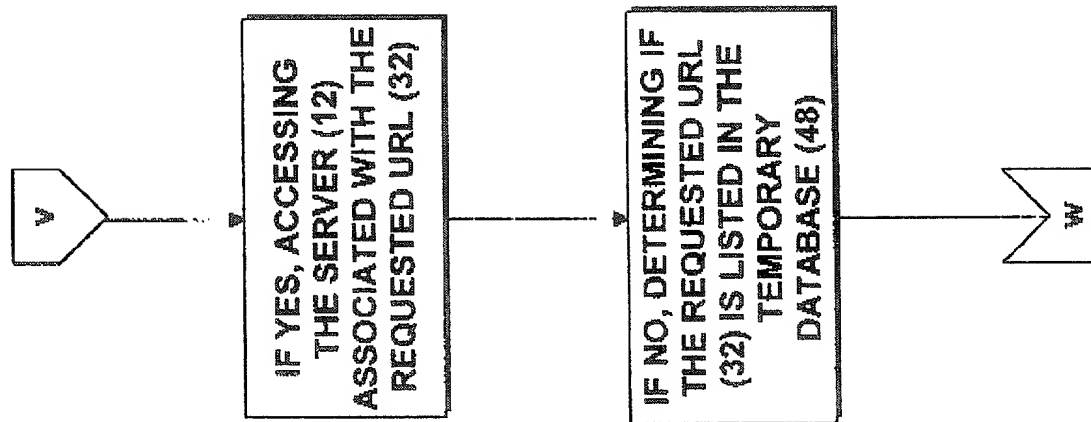 V
IF YES, ACCESSING
THE SERVER (12)
ASSOCIATED WITH THE
REQUESTED URL (32)
IF NO, DETERMINING IF
THE REQUESTED URL
(32) IS LISTED IN THE
TEMPORARY
DATABASE (48)
W